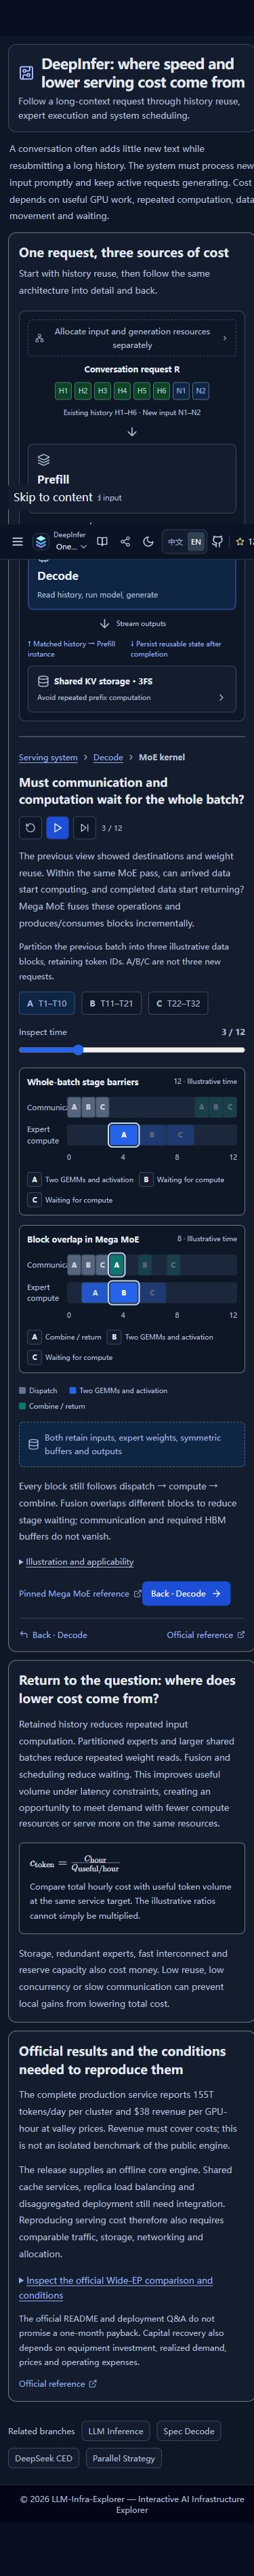 DeepInfer: where speed and
lower serving cost come from
Follow a long-context request through history reuse,
expert execution and system scheduling.
A conversation often adds little new text while
resubmitting a long history. The system must process new
input promptly and keep active requests generating. Cost
depends on useful GPU work, repeated computation, data
movement and waiting.
One request, three sources of cost
Start with history reuse, then follow the same
architecture into detail and back.
Allocate input and generation resources
separately
Conversation request R
H1 H2 H3 H4 H5 H6 N1 N2
Existing history H1–H6 · New input N1–N2
Prefill
Skip to content
d input
DeepInfer
One...
中文 EN
Decode
Read history, run model, generate
Stream outputs
↑ Matched history → Prefill
instance
↓ Persist reusable state after
completion
Shared KV storage · 3FS
Avoid repeated prefix computation
Serving system > Decode > MoE kernel
Must communication and
computation wait for the whole batch?
3 / 12
The previous view showed destinations and weight
reuse. Within the same MoE pass, can arrived data
start computing, and completed data start returning?
Mega MoE fuses these operations and
produces/consumes blocks incrementally.
Partition the previous batch into three illustrative data
blocks, retaining token IDs. A/B/C are not three new
requests.
A T1–T10 B T11–T21 C T22–T32
Inspect time 3 / 12
Whole-batch stage barriers 12 · Illustrative time
Communica A B C A B C
Expert
compute A B C
0 4 8 12
A Two GEMMs and activation B Waiting for compute
C Waiting for compute
Block overlap in Mega MoE 8 · Illustrative time
Communica A B C A B C
Expert
compute A B C
0 4 8 12
A Combine / return B Two GEMMs and activation
C Waiting for compute
Dispatch Two GEMMs and activation
Combine / return
Both retain inputs, expert weights, symmetric
buffers and outputs
Every block still follows dispatch → compute →
combine. Fusion overlaps different blocks to reduce
stage waiting; communication and required HBM
buffers do not vanish.
Illustration and applicability
Pinned Mega MoE reference Back · Decode
Back · Decode Official reference
Return to the question: where does
lower cost come from?
Retained history reduces repeated input
computation. Partitioned experts and larger shared
batches reduce repeated weight reads. Fusion and
scheduling reduce waiting. This improves useful
volume under latency constraints, creating an
opportunity to meet demand with fewer compute
resources or serve more on the same resources.
c_token = C_hour / Q_useful/hour
Compare total hourly cost with useful token volume
at the same service target. The illustrative ratios
cannot simply be multiplied.
Storage, redundant experts, fast interconnect and
reserve capacity also cost money. Low reuse, low
concurrency or slow communication can prevent
local gains from lowering total cost.
Official results and the conditions
needed to reproduce them
The complete production service reports 155T
tokens/day per cluster and $38 revenue per GPU-
hour at valley prices. Revenue must cover costs; this
is not an isolated benchmark of the public engine.
The release supplies an offline core engine. Shared
cache services, replica load balancing and
disaggregated deployment still need integration.
Reproducing serving cost therefore also requires
comparable traffic, storage, networking and
allocation.
Inspect the official Wide-EP comparison and
conditions
The official README and deployment Q&A do not
promise a one-month payback. Capital recovery also
depends on equipment investment, realized demand,
prices and operating expenses.
Official reference
Related branches LLM Inference Spec Decode
DeepSeek CED Parallel Strategy
© 2026 LLM-Infra-Explorer — Interactive AI Infrastructure
Explorer